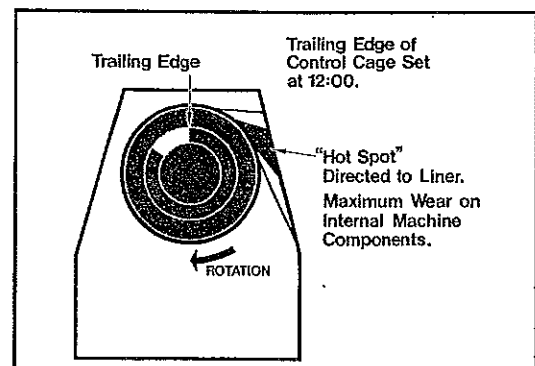 Trailing Edge
Trailing Edge of
Control Cage Set
at 12:00.
"Hot Spot"
Directed to Liner.
Maximum Wear on
Internal Machine
Components.
ROTATION